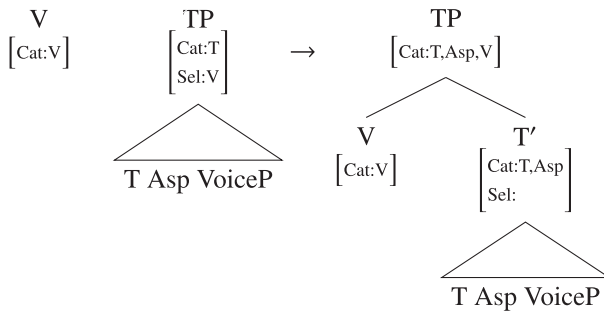 V TP → TP
[Cat:V] [Cat:T Sel:V] [Cat:T,Asp,V]
V T′
[Cat:V] [Cat:T,Asp Sel:]
T Asp VoiceP
T Asp VoiceP